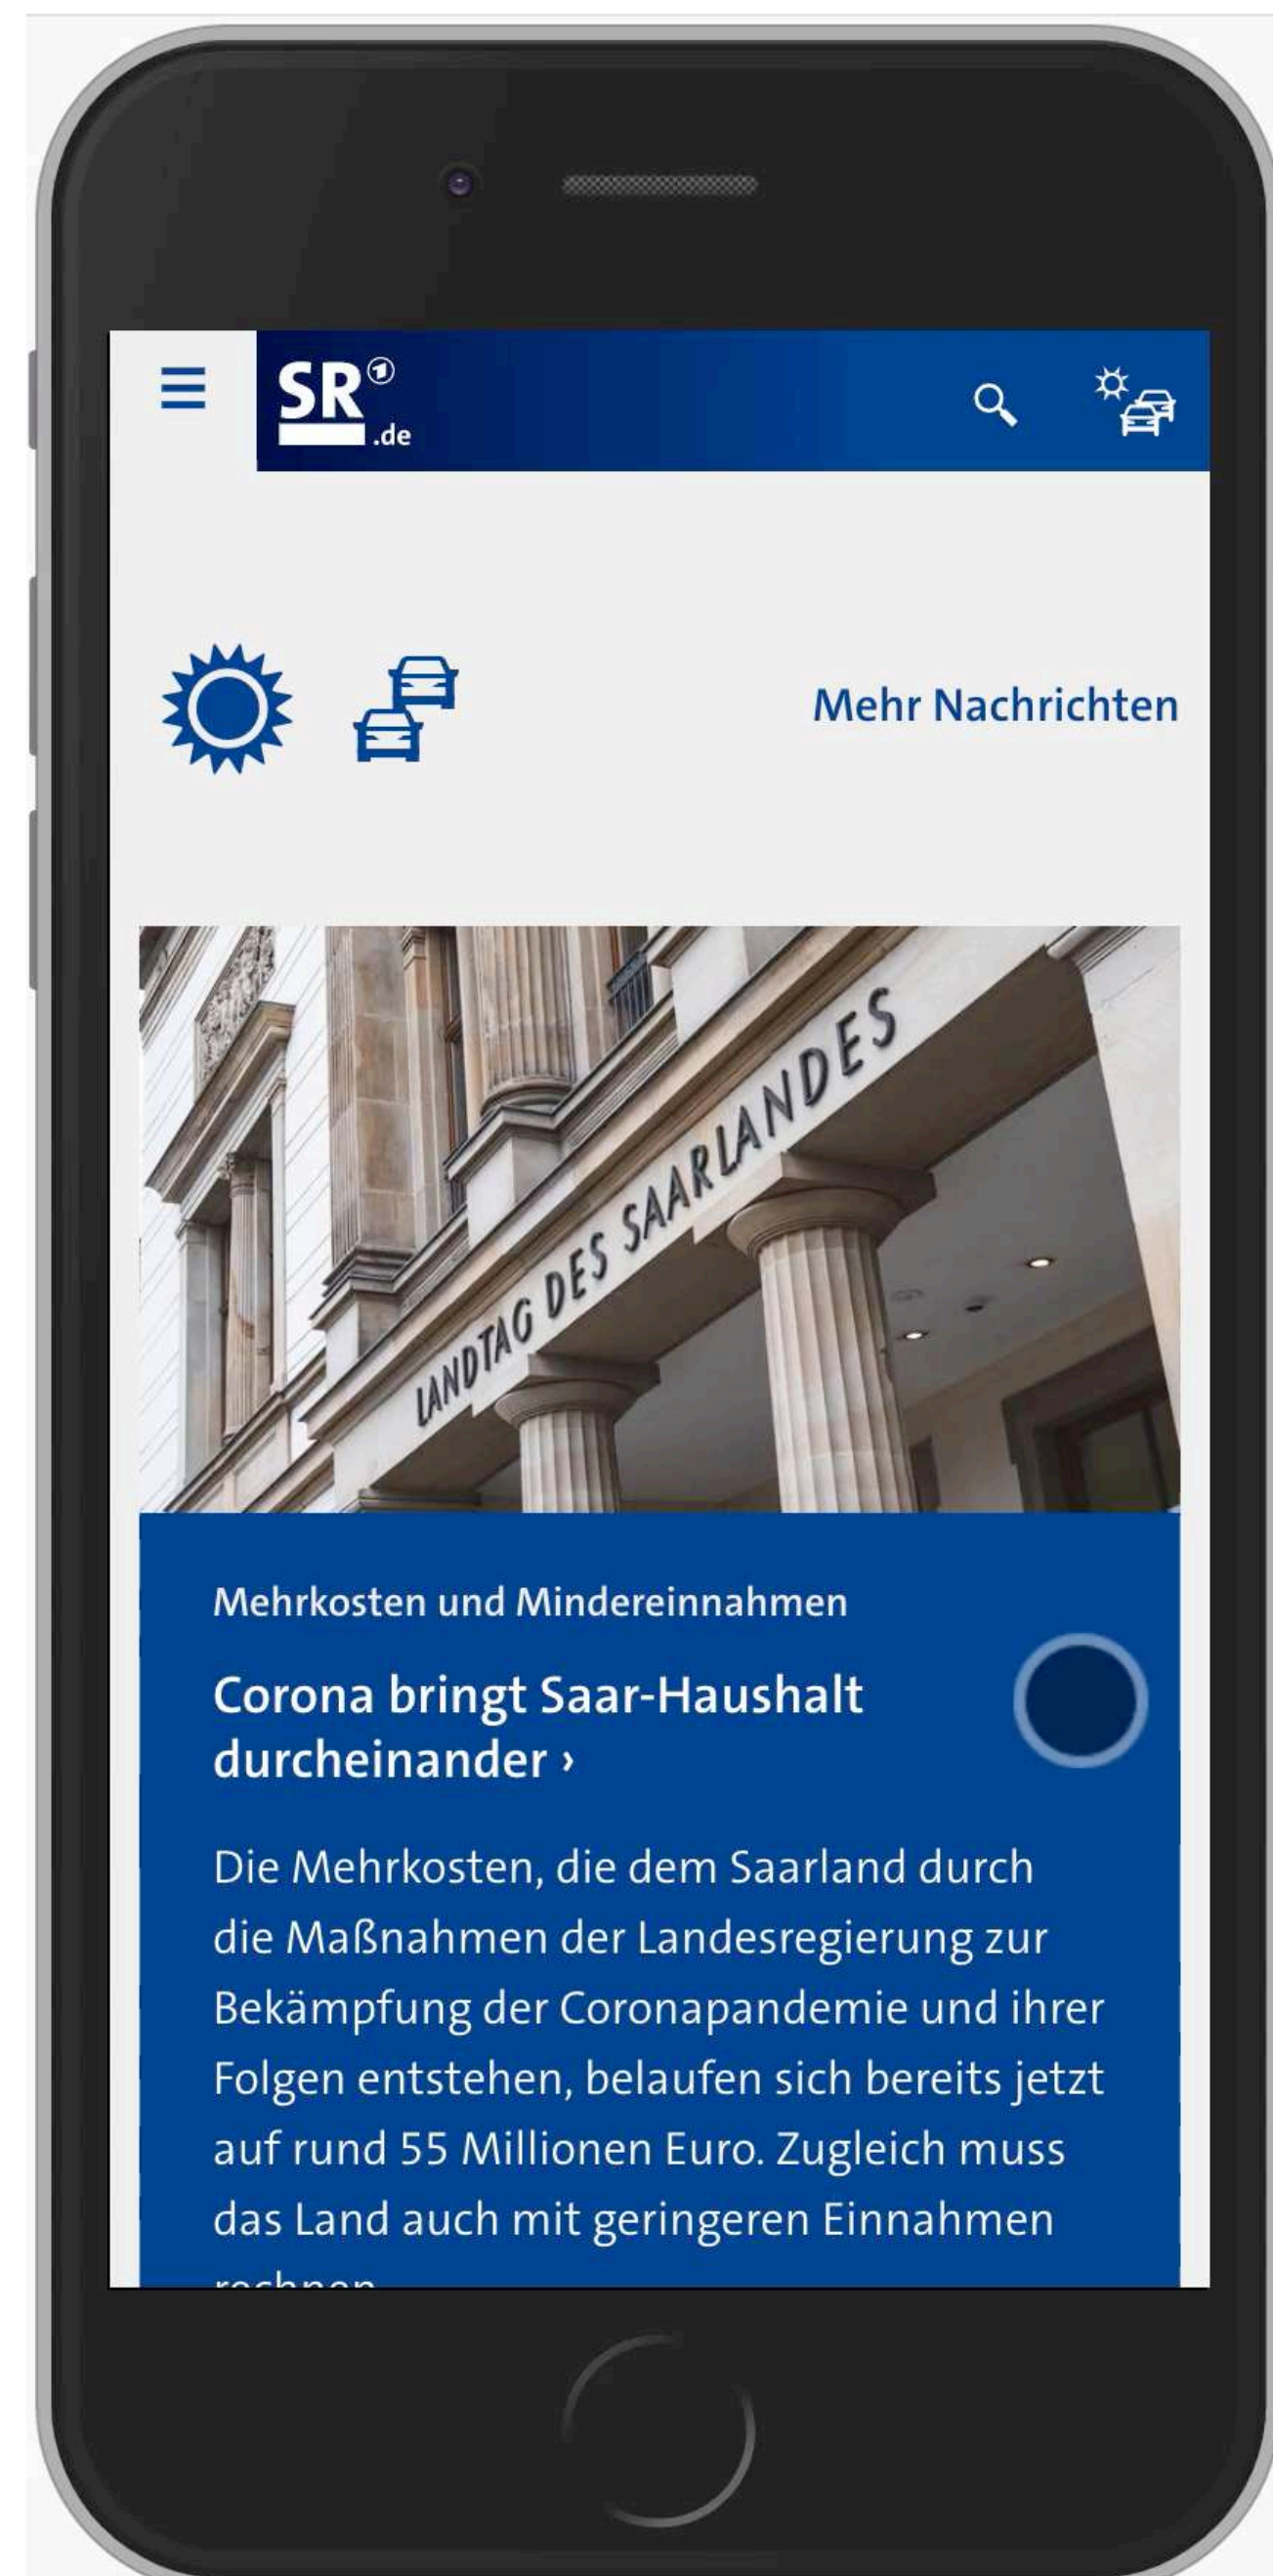 SR
.de
Mehr Nachrichten
LANDTAG DES SAARLANDES
Mehrkosten und Mindereinnahmen
Corona bringt Saar-Haushalt
durcheinander ›
Die Mehrkosten, die dem Saarland durch
die Maßnahmen der Landesregierung zur
Bekämpfung der Coronapandemie und ihrer
Folgen entstehen, belaufen sich bereits jetzt
auf rund 55 Millionen Euro. Zugleich muss
das Land auch mit geringeren Einnahmen
rechnen